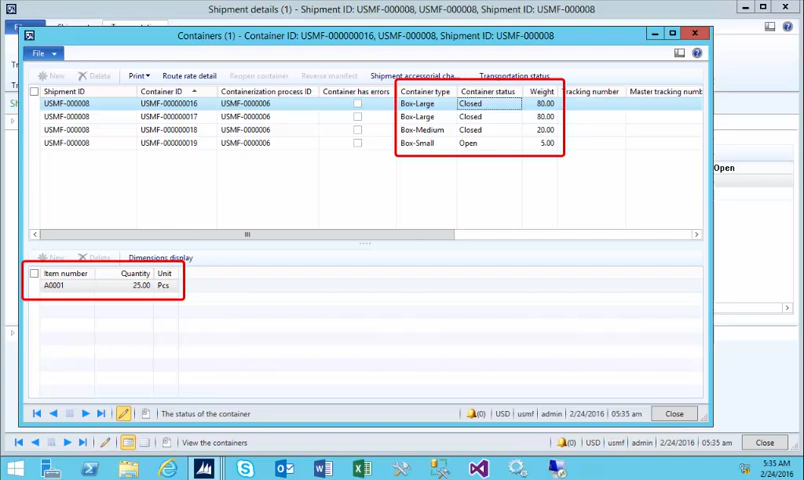 Shipment details (1) - Shipment ID: USMF-000008, USMF-000008, Shipment ID: USMF-000008
Containers (1) - Container ID: USMF-000000016, USMF-000008, Shipment ID: USMF-000008
File
New Delete Print Route rate detail Reopen container Reverse manifest Shipment accessorial cha... Transportation status
Shipment ID Container ID Containerization process ID Container has errors Container type Container status Weight Tracking number Master tracking numb
USMF-000008 USMF-000000016 USMF-0000006 Box-Large Closed 80.00
USMF-000008 USMF-000000017 USMF-0000006 Box-Large Closed 80.00
USMF-000008 USMF-000000018 USMF-0000006 Box-Medium Closed 20.00
USMF-000008 USMF-000000019 USMF-0000006 Box-Small Open 5.00
Open
New Delete Dimensions display
Item number Quantity Unit
A0001 25.00 Pcs
The status of the container (0) USD usmf admin 2/24/2016 05:35 am Close
View the containers (0) USD usmf admin 2/24/2016 05:35 am Close
5:35 AM
2/24/2016